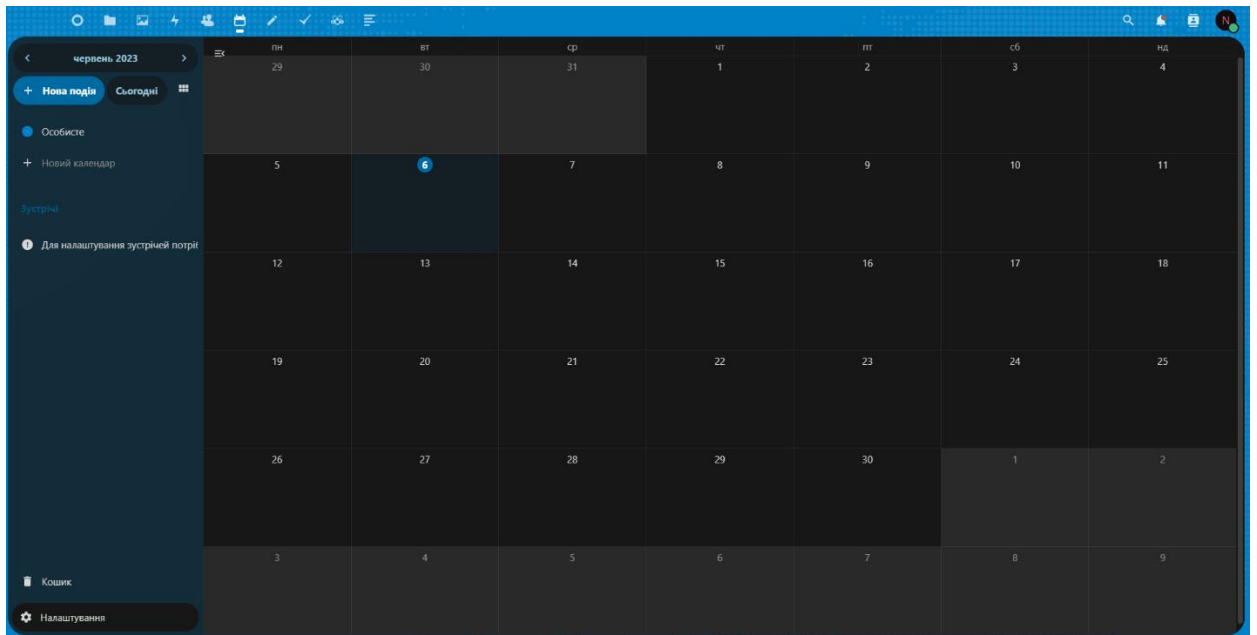 N
червень 2023
+ Нова подія Сьогодні
Особисте
+ Новий календар
Зустрічі
Для налаштування зустрічей потріб
Кошик
Налаштування
пн вт ср чт пт сб нд
29 30 31 1 2 3 4
5 6 7 8 9 10 11
12 13 14 15 16 17 18
19 20 21 22 23 24 25
26 27 28 29 30 1 2
3 4 5 6 7 8 9